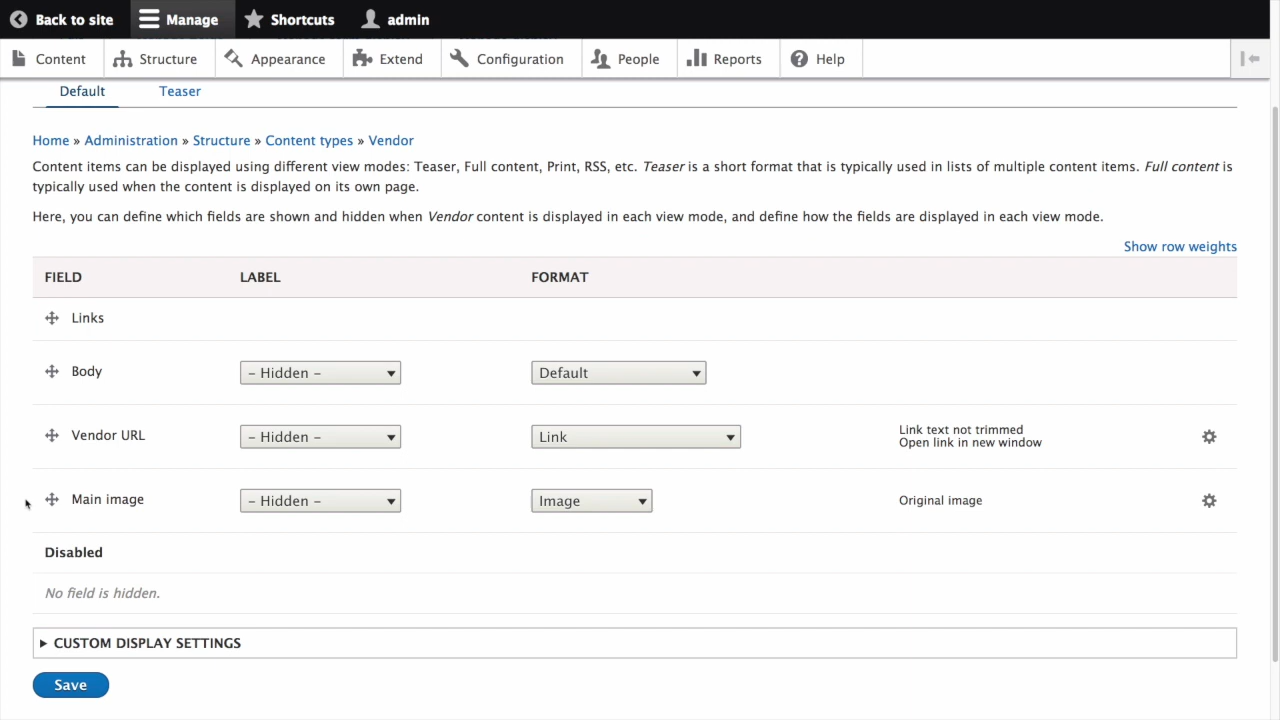 Back to site Manage Shortcuts admin
Content Structure Appearance Extend Configuration People Reports Help
Default Teaser
Home » Administration » Structure » Content types » Vendor
Content items can be displayed using different view modes: Teaser, Full content, Print, RSS, etc. Teaser is a short format that is typically used in lists of multiple content items. Full content is
typically used when the content is displayed on its own page.
Here, you can define which fields are shown and hidden when Vendor content is displayed in each view mode, and define how the fields are displayed in each view mode.
Show row weights
FIELD LABEL FORMAT
Links
Body – Hidden – Default
Vendor URL – Hidden – Link Link text not trimmed
Open link in new window
Main image – Hidden – Image Original image
Disabled
No field is hidden.
CUSTOM DISPLAY SETTINGS
Save